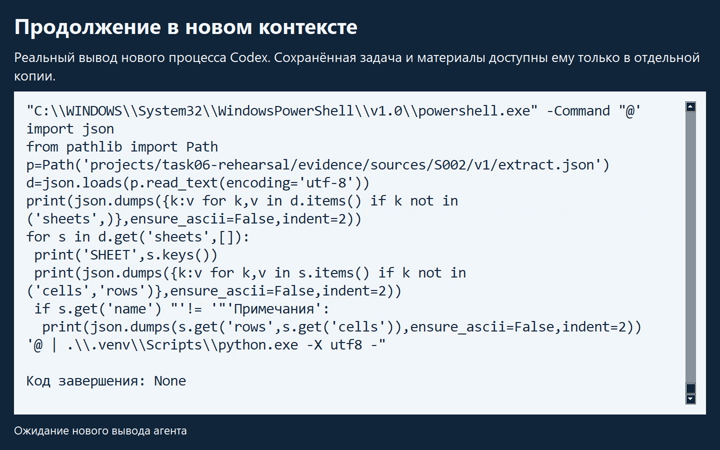 Продолжение в новом контексте
Реальный вывод нового процесса Codex. Сохранённая задача и материалы доступны ему только в отдельной
копии.
"C:\\WINDOWS\\System32\\WindowsPowerShell\\v1.0\\powershell.exe" -Command "@'
import json
from pathlib import Path
p=Path('projects/task06-rehearsal/evidence/sources/S002/v1/extract.json')
d=json.loads(p.read_text(encoding='utf-8'))
print(json.dumps({k:v for k,v in d.items() if k not in
('sheets',)},ensure_ascii=False,indent=2))
for s in d.get('sheets',[]):
 print('SHEET',s.keys())
 print(json.dumps({k:v for k,v in s.items() if k not in
('cells','rows')},ensure_ascii=False,indent=2))
 if s.get('name') "'!= '"'Примечания':
  print(json.dumps(s.get('rows',s.get('cells')),ensure_ascii=False,indent=2))
'@ | .\\.venv\\Scripts\\python.exe -X utf8 -"
Код завершения: None
Ожидание нового вывода агента